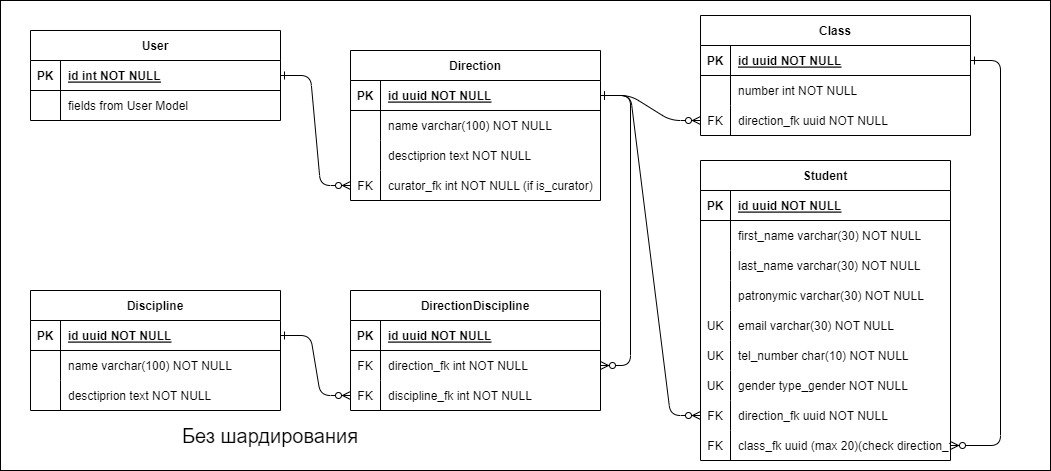 User
PK id int NOT NULL
fields from User Model
Direction
PK id uuid NOT NULL
name varchar(100) NOT NULL
desctiprion text NOT NULL
FK curator_fk int NOT NULL (if is_curator)
Class
PK id uuid NOT NULL
number int NOT NULL
FK direction_fk uuid NOT NULL
Student
PK id uuid NOT NULL
first_name varchar(30) NOT NULL
last_name varchar(30) NOT NULL
patronymic varchar(30) NOT NULL
UK email varchar(30) NOT NULL
UK tel_number char(10) NOT NULL
UK gender type_gender NOT NULL
FK direction_fk uuid NOT NULL
FK class_fk uuid (max 20)(check direction_
Discipline
PK id uuid NOT NULL
name varchar(100) NOT NULL
desctiprion text NOT NULL
DirectionDiscipline
PK id uuid NOT NULL
FK direction_fk int NOT NULL
FK discipline_fk int NOT NULL
Без шардирования